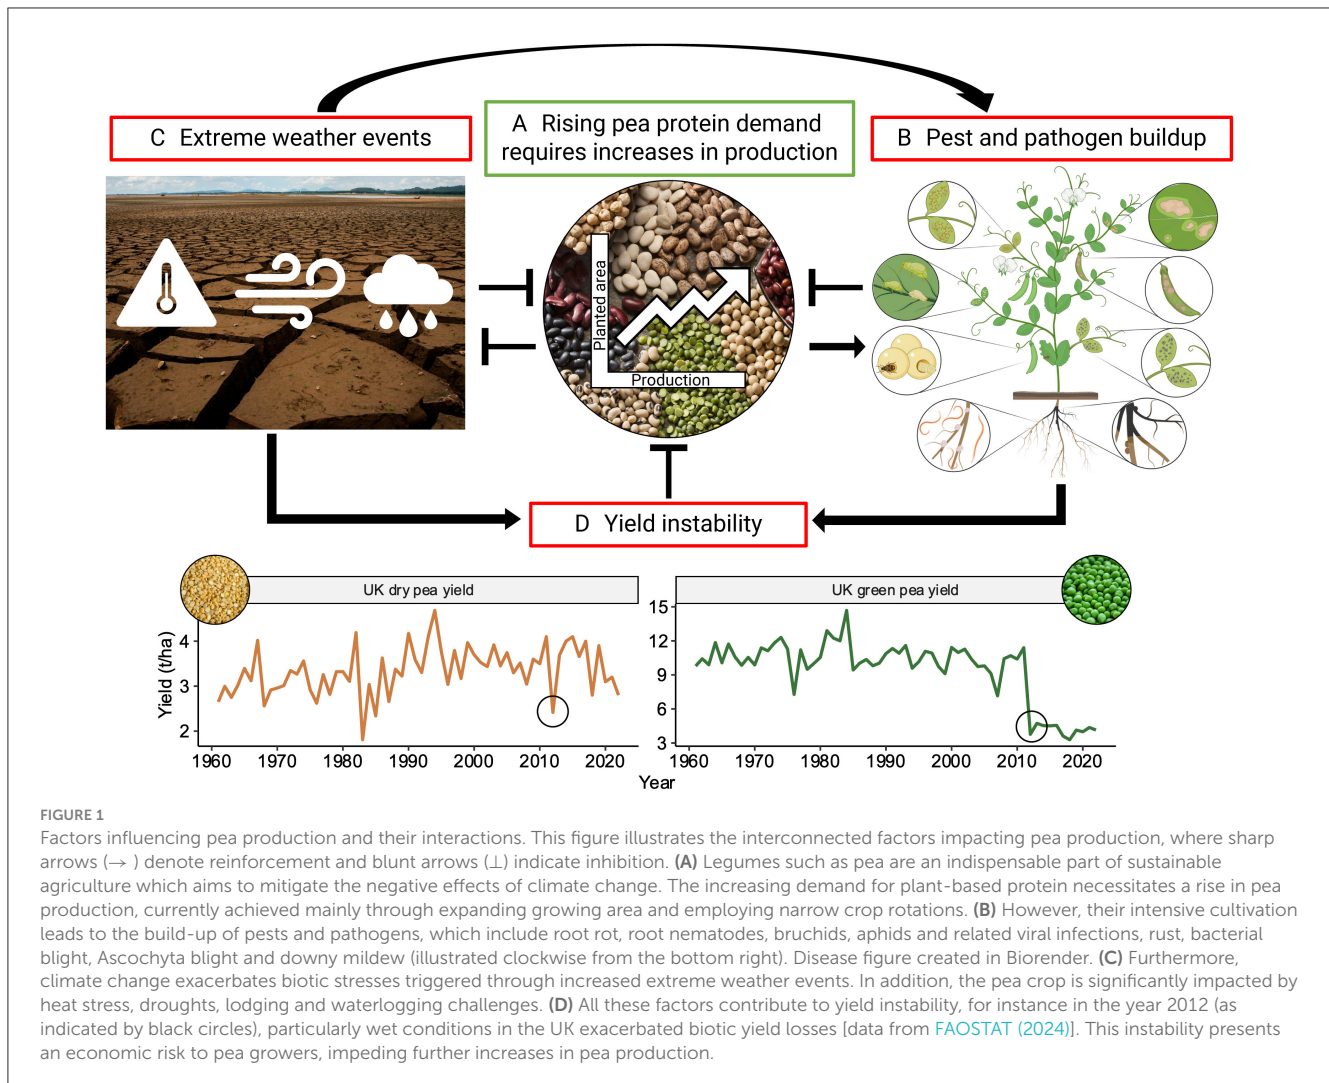 C Extreme weather events
A Rising pea protein demand
requires increases in production
B Pest and pathogen buildup
Planted area
Production
D Yield instability
UK dry pea yield
UK green pea yield
Yield (t/ha)
4
3
2
1960 1970 1980 1990 2000 2010 2020
15
12
9
6
3
1960 1970 1980 1990 2000 2010 2020
Year
FIGURE 1
Factors influencing pea production and their interactions. This figure illustrates the interconnected factors impacting pea production, where sharp
arrows (→ ) denote reinforcement and blunt arrows (⊥) indicate inhibition. (A) Legumes such as pea are an indispensable part of sustainable
agriculture which aims to mitigate the negative effects of climate change. The increasing demand for plant-based protein necessitates a rise in pea
production, currently achieved mainly through expanding growing area and employing narrow crop rotations. (B) However, their intensive cultivation
leads to the build-up of pests and pathogens, which include root rot, root nematodes, bruchids, aphids and related viral infections, rust, bacterial
blight, Ascochyta blight and downy mildew (illustrated clockwise from the bottom right). Disease figure created in Biorender. (C) Furthermore,
climate change exacerbates biotic stresses triggered through increased extreme weather events. In addition, the pea crop is significantly impacted by
heat stress, droughts, lodging and waterlogging challenges. (D) All these factors contribute to yield instability, for instance in the year 2012 (as
indicated by black circles), particularly wet conditions in the UK exacerbated biotic yield losses [data from FAOSTAT (2024)]. This instability presents
an economic risk to pea growers, impeding further increases in pea production.